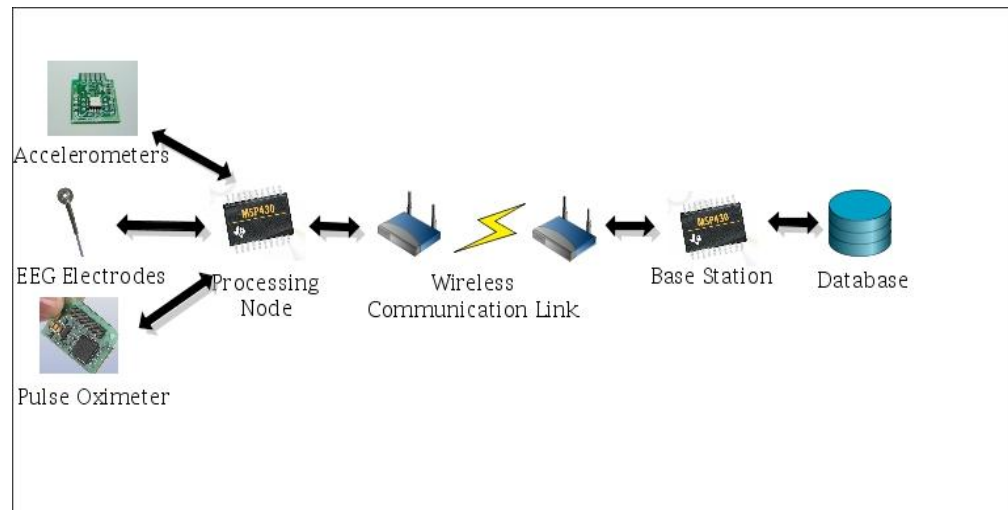 Accelerometers
EEG Electrodes
Pulse Oximeter
MSP430
Processing
Node
Wireless
Communication Link
MSP430
Base Station
Database